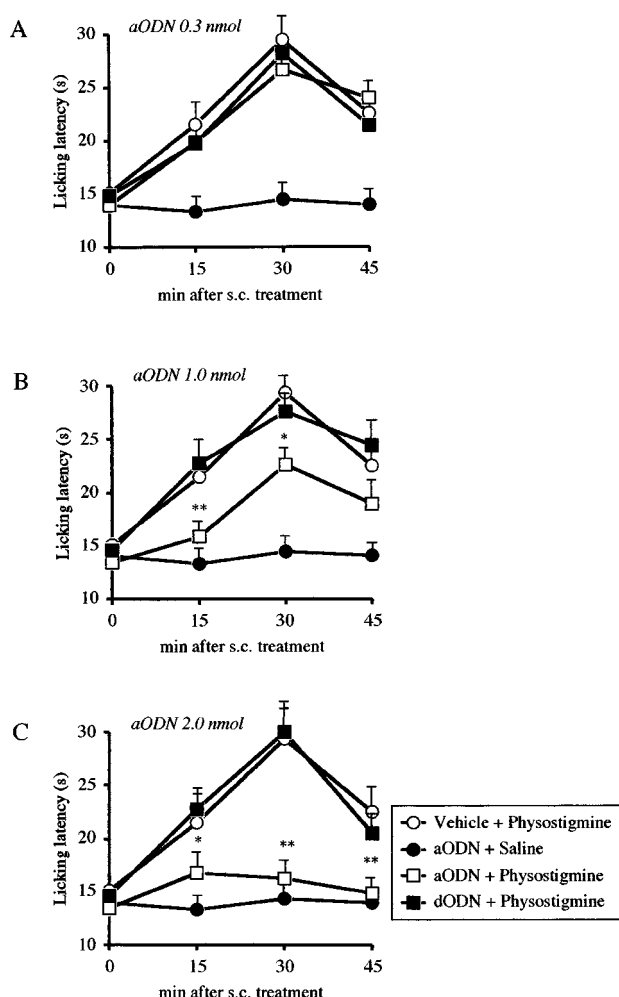 A
aODN 0.3 nmol
Licking latency (s)
30
25
20
15
10
0 15 30 45
min after s.c. treatment
B
aODN 1.0 nmol
Licking latency (s)
30
25
20
15
10
**
*
0 15 30 45
min after s.c. treatment
C
aODN 2.0 nmol
Licking latency (s)
30
25
20
15
10
*
**
**
0 15 30 45
min after s.c. treatment
Vehicle + Physostigmine
aODN + Saline
aODN + Physostigmine
dODN + Physostigmine